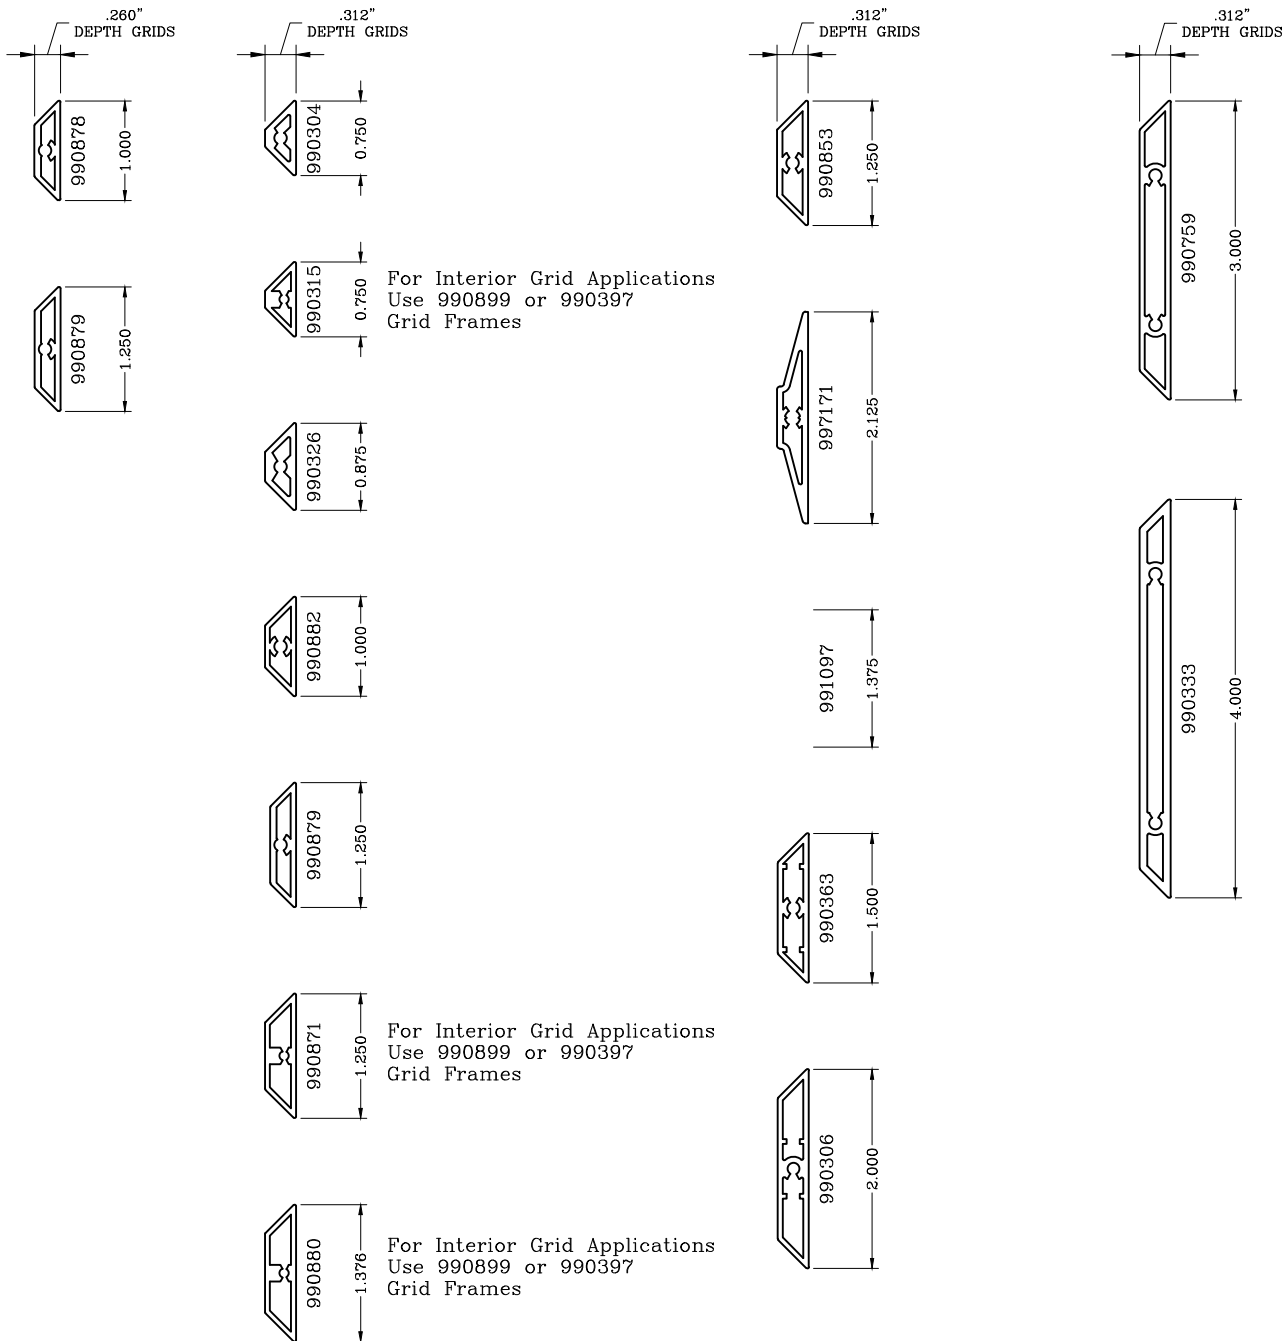 .260"
DEPTH GRIDS
990878
1.000
990879
1.250
.312"
DEPTH GRIDS
990304
0.750
990315
0.750
For Interior Grid Applications
Use 990899 or 990397
Grid Frames
990326
0.875
990882
1.000
990879
1.250
990871
1.250
For Interior Grid Applications
Use 990899 or 990397
Grid Frames
990880
1.376
For Interior Grid Applications
Use 990899 or 990397
Grid Frames
.312"
DEPTH GRIDS
990853
1.250
997171
2.125
991097
1.375
990363
1.500
990306
2.000
.312"
DEPTH GRIDS
990759
3.000
990333
4.000